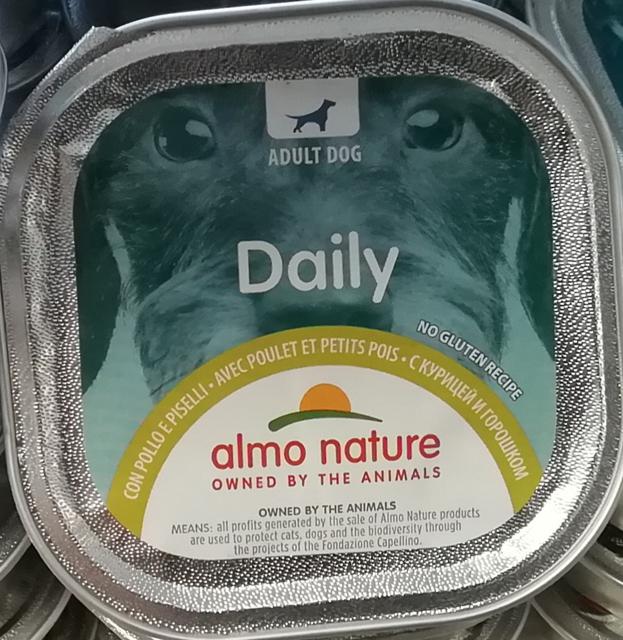 ADULT DOG
Daily
NO GLUTEN RECIPE
CON POLLO E PISELLI • AVEC POULET ET PETITS POIS • С КУРИЦЕЙ И ГОРОШКОМ
almo nature
OWNED BY THE ANIMALS
OWNED BY THE ANIMALS
MEANS: all profits generated by the sale of Almo Nature products
are used to protect cats, dogs and the biodiversity through
the projects of the Fondazione Capellino.